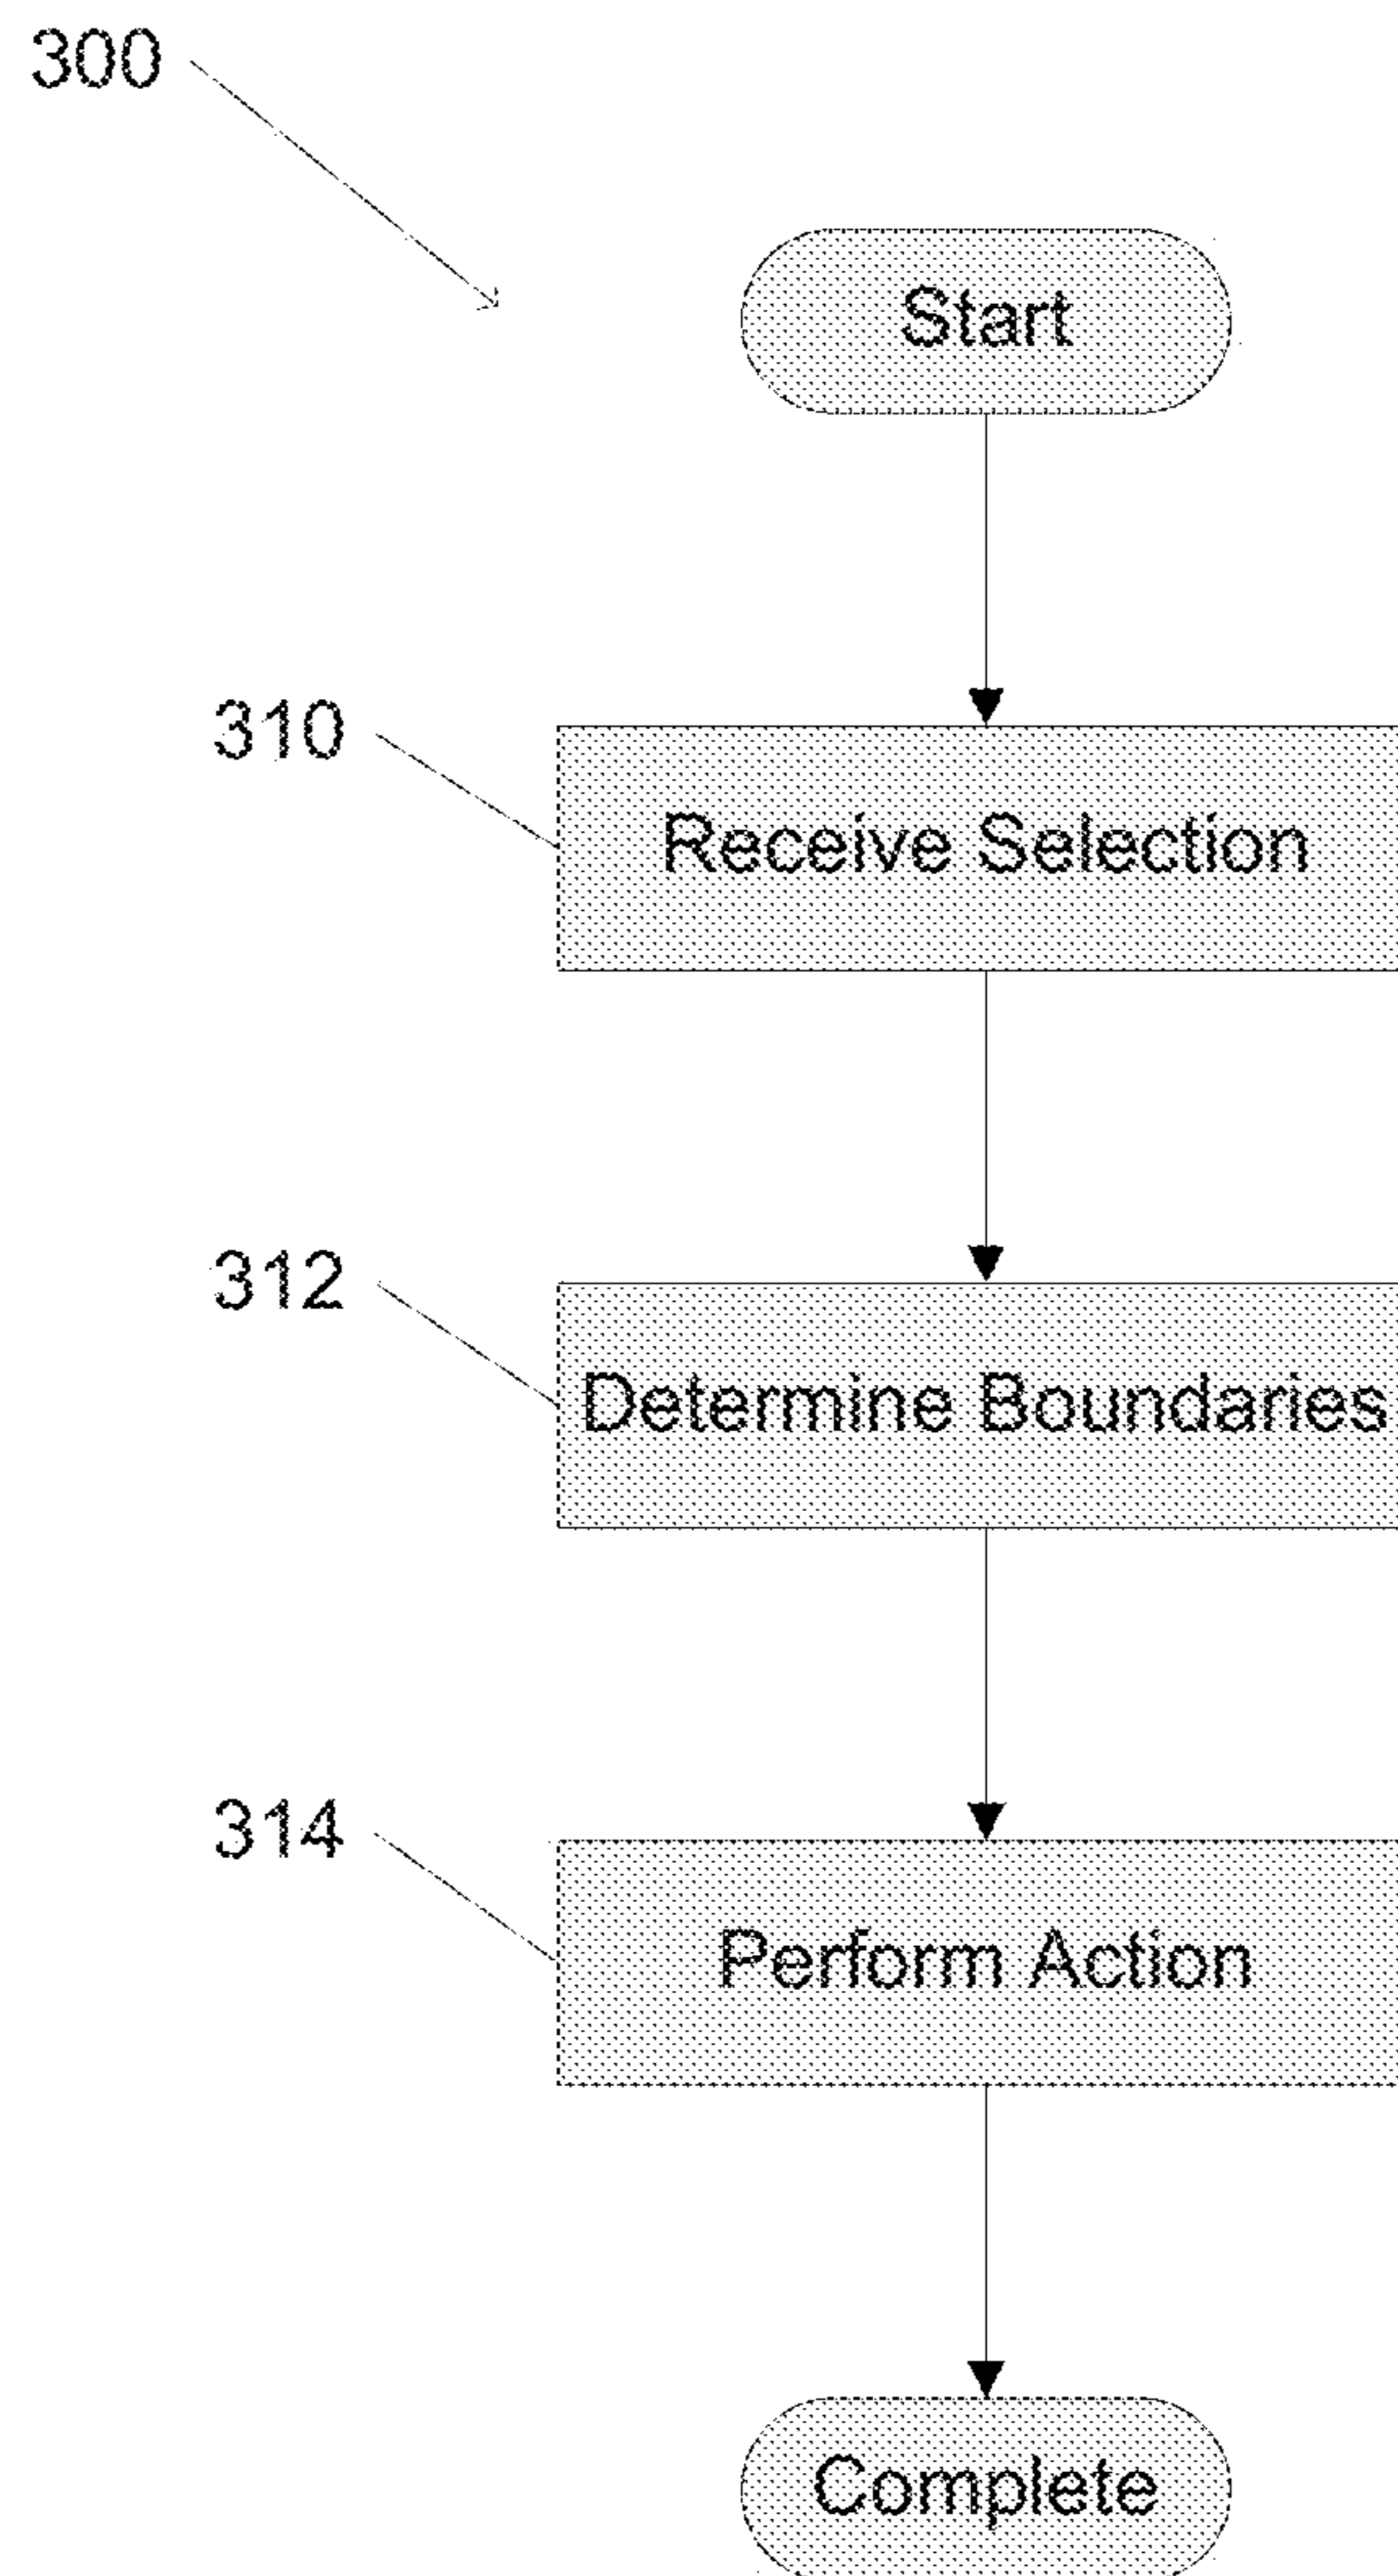 300
Start
310
Receive Selection
312
Determine Boundaries
314
Perform Action
Complete